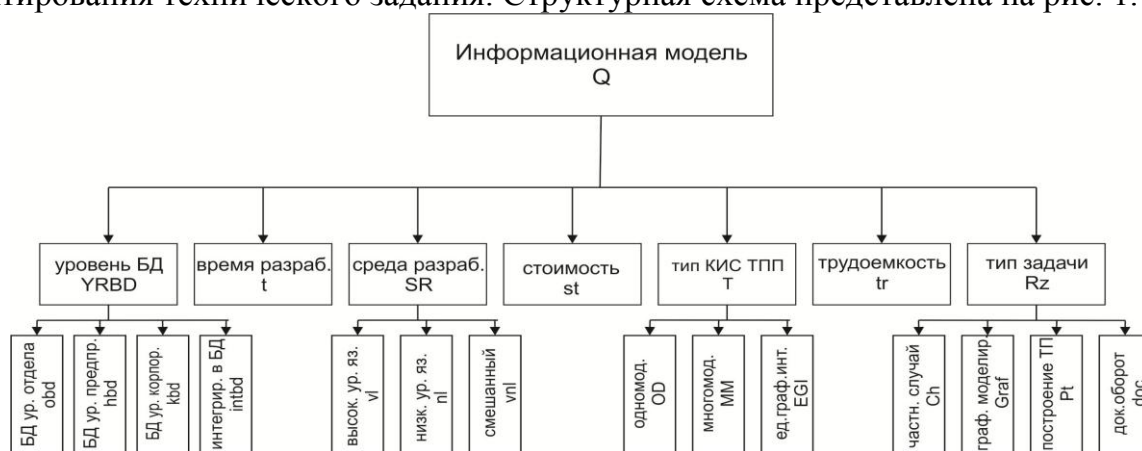 тирования технического задания. Структурная схема представлена на рис. 1.
Информационная модель
Q
уровень БД
YRBD
время разраб.
t
среда разраб.
SR
стоимость
st
тип КИС ТПП
T
трудоемкость
tr
тип задачи
Rz
БД ур. отдела
obd
БД ур. предпр.
hbd
БД ур. корпор.
kbd
интегрир. в БД
intbd
высок. ур. яз.
vl
низк. ур. яз.
nl
смешанный
vnl
одномод.
OD
многомод.
MM
ед.граф.инт.
EGI
частн. случай
Ch
граф. моделир.
Graf
построение ТП
Pt
док.оборот
doc